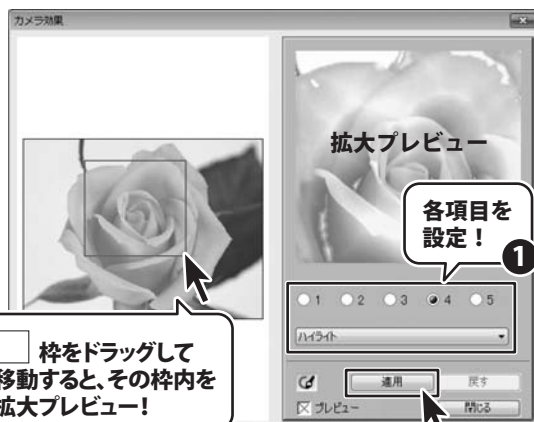 カメラ効果
拡大プレビュー
各項目を
設定！
1
1 2 3 4 5
ハイライト
枠をドラッグして
移動すると、その枠内を
拡大プレビュー！
適用
戻す
プレビュー
閉じる